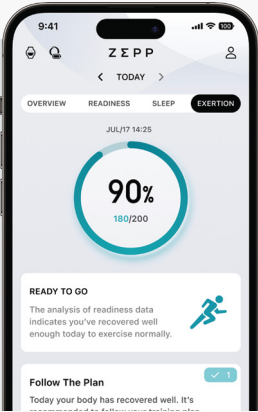 9:41
100
ZΣPP
< TODAY >
OVERVIEW READINESS SLEEP EXERTION
JUL/17 14:25
90%
180/200
READY TO GO
The analysis of readiness data
indicates you've recovered well
enough today to exercise normally.
1
Follow The Plan
Today your body has recovered well. It's
recommended to follow your training plan